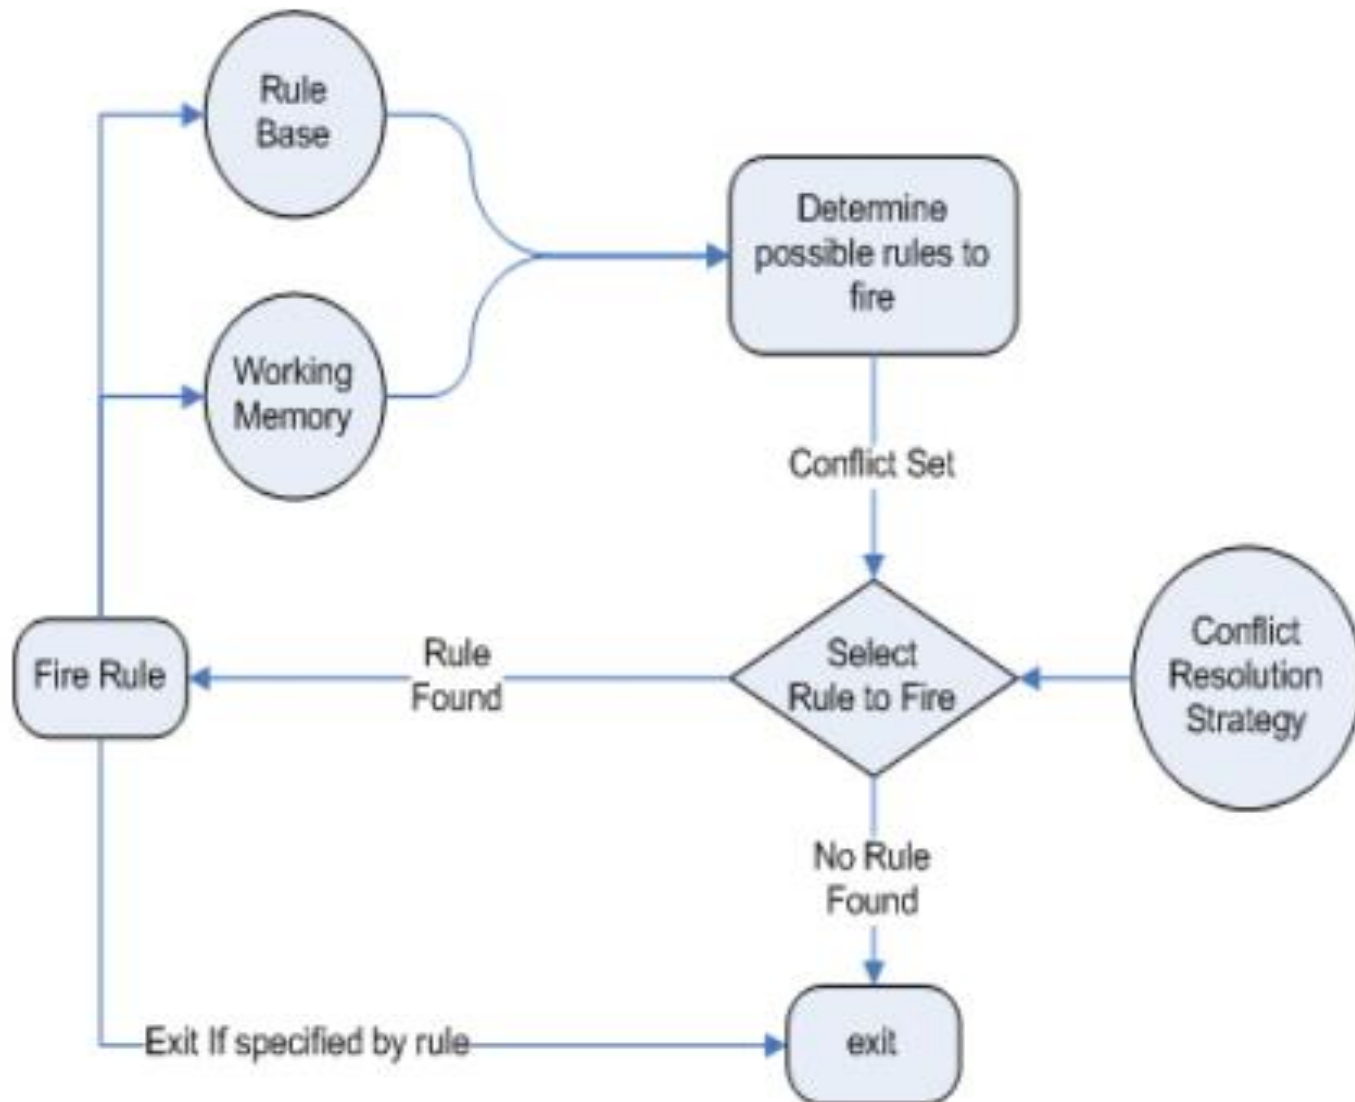 Rule
Base
Determine
possible rules to
fire
Working
Memory
Conflict Set
Conflict
Resolution
Strategy
Select
Rule to Fire
Rule
Found
Fire Rule
No Rule
Found
Exit If specified by rule
exit